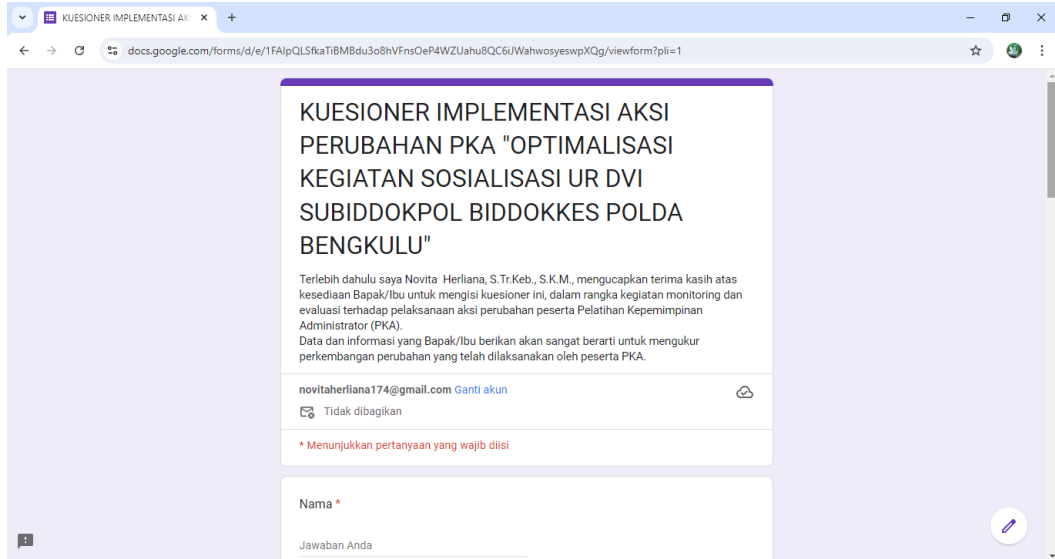 KUESIONER IMPLEMENTASI AK
docs.google.com/forms/d/e/1FAIpQLSfkaTiBMBdu3o8hVFnsOeP4WZUahu8QC6iJWahwosyeswpXQg/viewform?pli=1
KUESIONER IMPLEMENTASI AKSI
PERUBAHAN PKA "OPTIMALISASI
KEGIATAN SOSIALISASI UR DVI
SUBIDDOKPOL BIDDOKKES POLDA
BENGKULU"
Terlebih dahulu saya Novita Herliana, S.Tr.Keb., S.K.M., mengucapkan terima kasih atas
kesediaan Bapak/Ibu untuk mengisi kuesioner ini, dalam rangka kegiatan monitoring dan
evaluasi terhadap pelaksanaan aksi perubahan peserta Pelatihan Kepemimpinan
Administrator (PKA).
Data dan informasi yang Bapak/Ibu berikan akan sangat berarti untuk mengukur
perkembangan perubahan yang telah dilaksanakan oleh peserta PKA.
novitaherliana174@gmail.com Ganti akun
Tidak dibagikan
* Menunjukkan pertanyaan yang wajib diisi
Nama *
Jawaban Anda